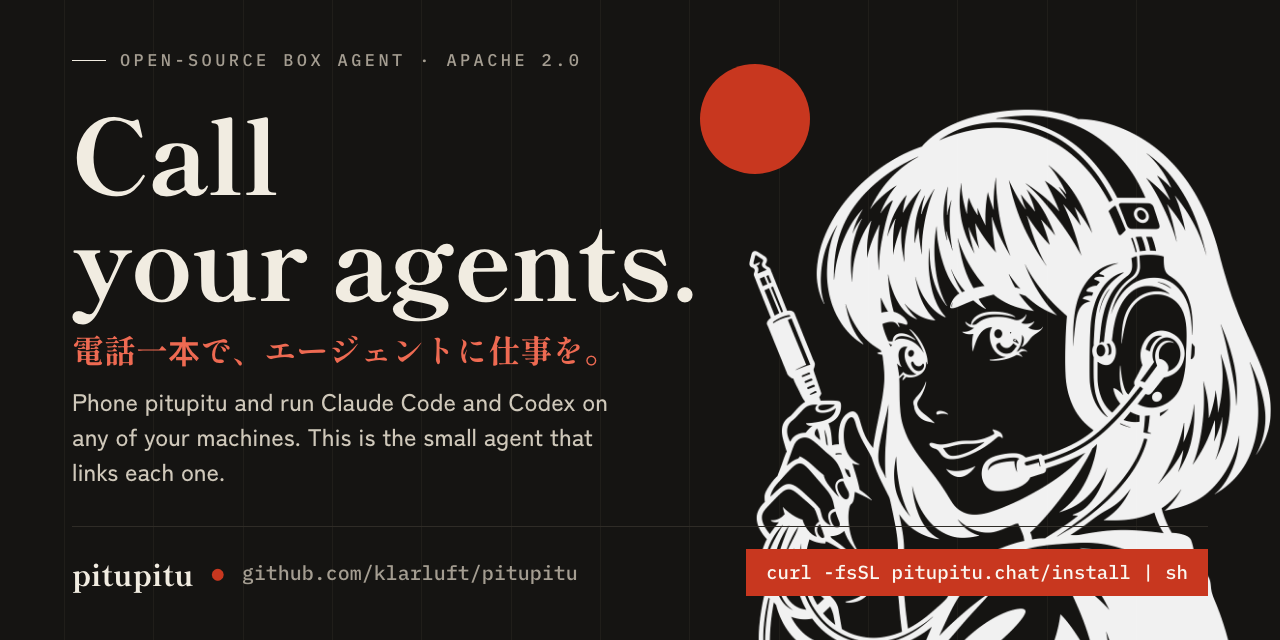 OPEN-SOURCE BOX AGENT · APACHE 2.0
Call
your agents.
電話一本で、エージェントに仕事を。
Phone pitupitu and run Claude Code and Codex on
any of your machines. This is the small agent that
links each one.
pitupitu ● github.com/klarluft/pitupitu
curl -fsSL pitupitu.chat/install | sh